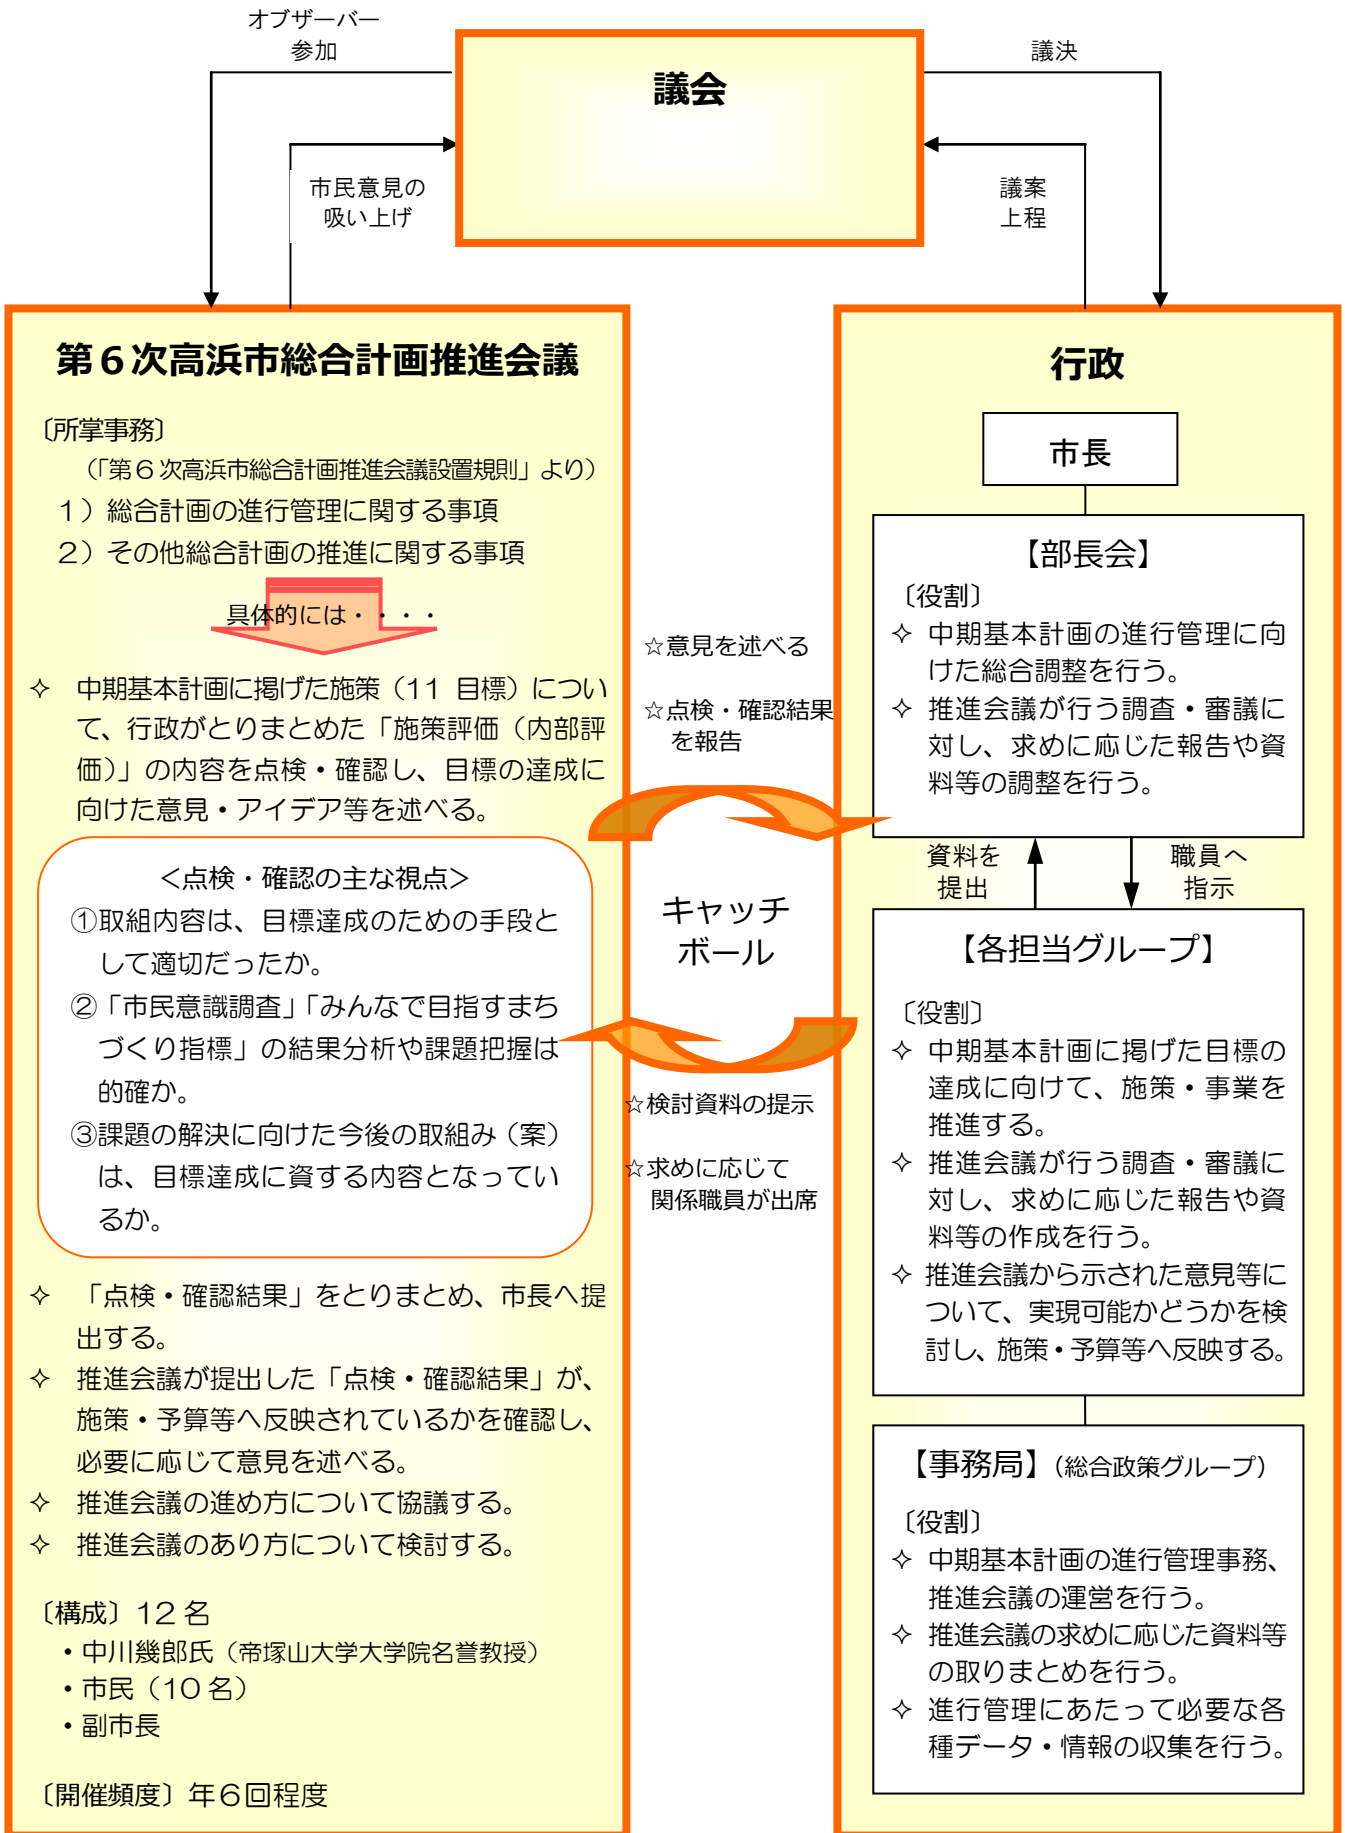 オブザーバー
参加
議会
議決
市民意見の
吸い上げ
議案
上程
第６次高浜市総合計画推進会議
〔所掌事務〕
（「第６次高浜市総合計画推進会議設置規則」より）
１）総合計画の進行管理に関する事項
２）その他総合計画の推進に関する事項
具体的には・・・・
✧ 中期基本計画に掲げた施策（11 目標）につい
て、行政がとりまとめた「施策評価（内部評
価）」の内容を点検・確認し、目標の達成に
向けた意見・アイデア等を述べる。
＜点検・確認の主な視点＞
①取組内容は、目標達成のための手段と
して適切だったか。
②「市民意識調査」「みんなで目指すまち
づくり指標」の結果分析や課題把握は
的確か。
③課題の解決に向けた今後の取組み（案）
は、目標達成に資する内容となってい
るか。
✧ 「点検・確認結果」をとりまとめ、市長へ提
出する。
✧ 推進会議が提出した「点検・確認結果」が、
施策・予算等へ反映されているかを確認し、
必要に応じて意見を述べる。
✧ 推進会議の進め方について協議する。
✧ 推進会議のあり方について検討する。
〔構成〕12 名
・中川幾郎氏（帝塚山大学大学院名誉教授）
・市民（10 名）
・副市長
〔開催頻度〕年６回程度
☆意見を述べる
☆点検・確認結果
を報告
キャッチ
ボール
☆検討資料の提示
☆求めに応じて
関係職員が出席
行政
市長
【部長会】
〔役割〕
✧ 中期基本計画の進行管理に向
けた総合調整を行う。
✧ 推進会議が行う調査・審議に
対し、求めに応じた報告や資
料等の調整を行う。
資料を
提出
職員へ
指示
【各担当グループ】
〔役割〕
✧ 中期基本計画に掲げた目標の
達成に向けて、施策・事業を
推進する。
✧ 推進会議が行う調査・審議に
対し、求めに応じた報告や資
料等の作成を行う。
✧ 推進会議から示された意見等に
ついて、実現可能かどうかを検
討し、施策・予算等へ反映する。
【事務局】（総合政策グループ）
〔役割〕
✧ 中期基本計画の進行管理事務、
推進会議の運営を行う。
✧ 推進会議の求めに応じた資料等
の取りまとめを行う。
✧ 進行管理にあたって必要な各
種データ・情報の収集を行う。